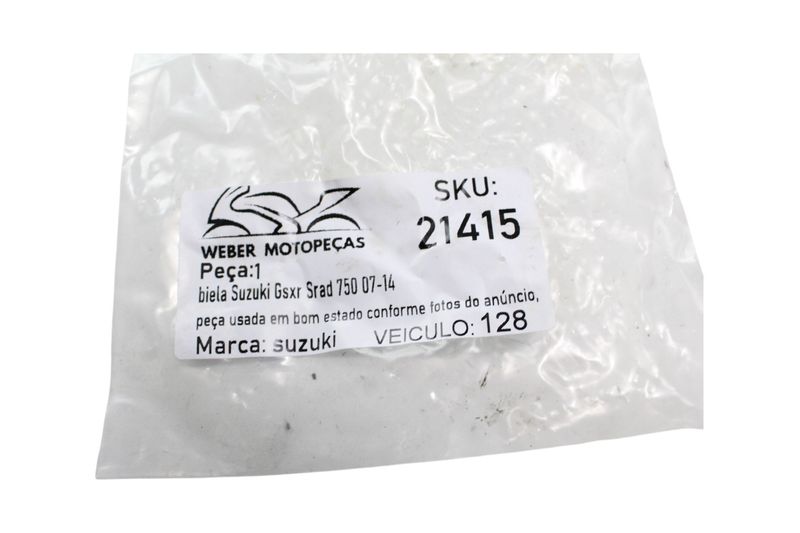 SKU:
21415
WEBER MOTOPEÇAS
Peça:1
biela Suzuki Gsxr Srad 750 07-14
peça usada em bom estado conforme fotos do anúncio,
Marca: suzuki VEICULO: 128